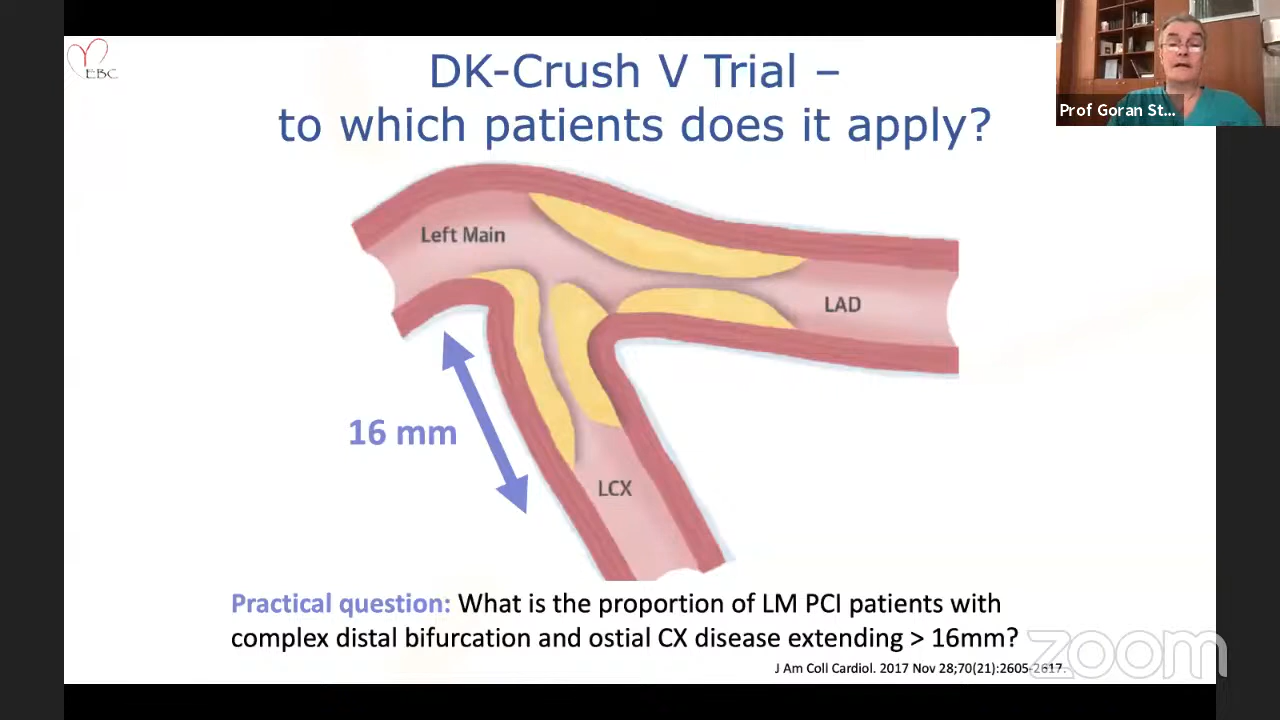 EBC
DK-Crush V Trial –
to which patients does it apply?
Prof Goran St...
Left Main
LAD
16 mm
LCX
Practical question: What is the proportion of LM PCI patients with
complex distal bifurcation and ostial CX disease extending > 16mm?
J Am Coll Cardiol. 2017 Nov 28;70(21):2605-2617.
zoom